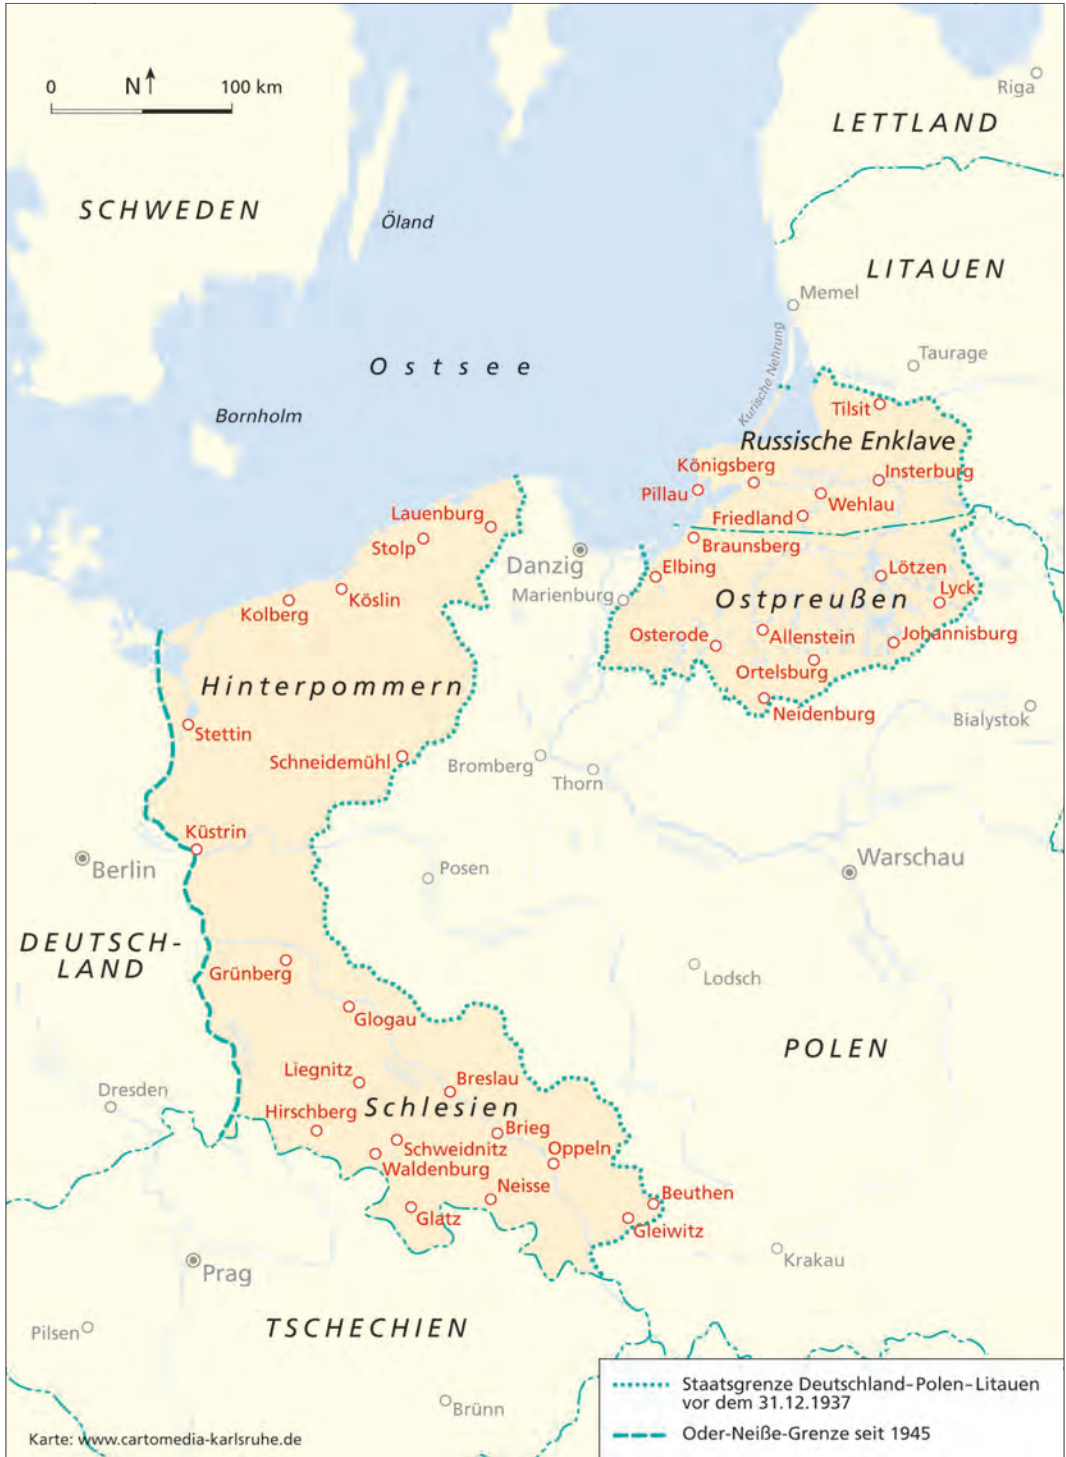 0 N 100 km
Riga
LETTLAND
SCHWEDEN
Öland
LITAUEN
Memel
Taurage
Ostsee
Kurische Nehrung
Bornholm
Tilsit
Russische Enklave
Königsberg
Insterburg
Pillau
Wehlau
Friedland
Lauenburg
Stolp
Braunsberg
Danzig
Elbing
Lötzen
Marienburg
Lyck
Köslin
Kolberg
Ostpreußen
Osterode
Allenstein
Johannisburg
Ortelsburg
Hinterpommern
Neidenburg
Bialystok
Stettin
Schneidemühl
Bromberg
Thorn
Küstrin
Berlin
Warschau
Posen
DEUTSCH-
LAND
Grünberg
Lodsch
Glogau
POLEN
Liegnitz
Breslau
Dresden
Hirschberg
Schlesien
Brieg
Schweidnitz
Oppeln
Waldenburg
Neisse
Beuthen
Glatz
Gleiwitz
Krakau
Prag
TSCHECHIEN
Pilsen
Brünn
Staatsgrenze Deutschland–Polen–Litauen
vor dem 31.12.1937
Oder-Neiße-Grenze seit 1945
Karte: www.cartomedia-karlsruhe.de